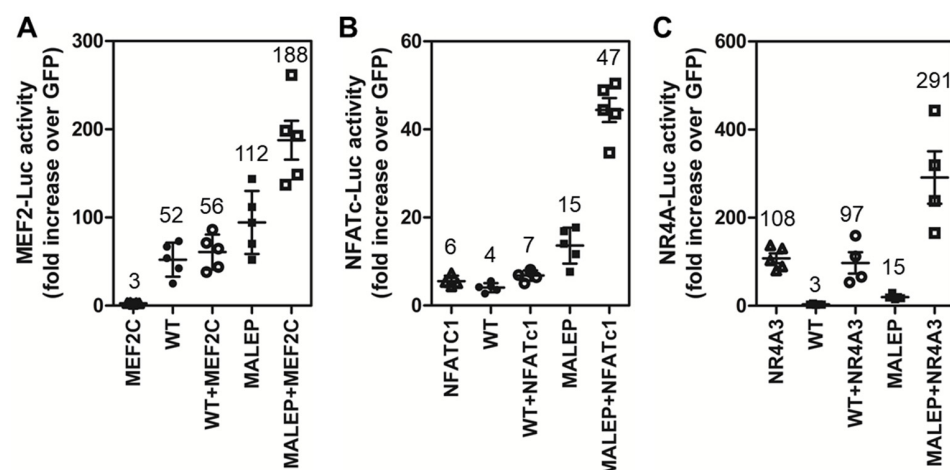 A
MEF2-Luc activity
(fold increase over GFP)
300
200
100
0
3
52
56
112
188
MEF2C
WT
WT+MEF2C
MALEP
MALEP+MEF2C
B
NFATc-Luc activity
(fold increase over GFP)
60
40
20
0
6
4
7
15
47
NFATC1
WT
WT+NFATc1
MALEP
MALEP+NFATc1
C
NR4A-Luc activity
(fold increase over GFP)
600
400
200
0
108
3
97
15
291
NR4A3
WT
WT+NR4A3
MALEP
MALEP+NR4A3